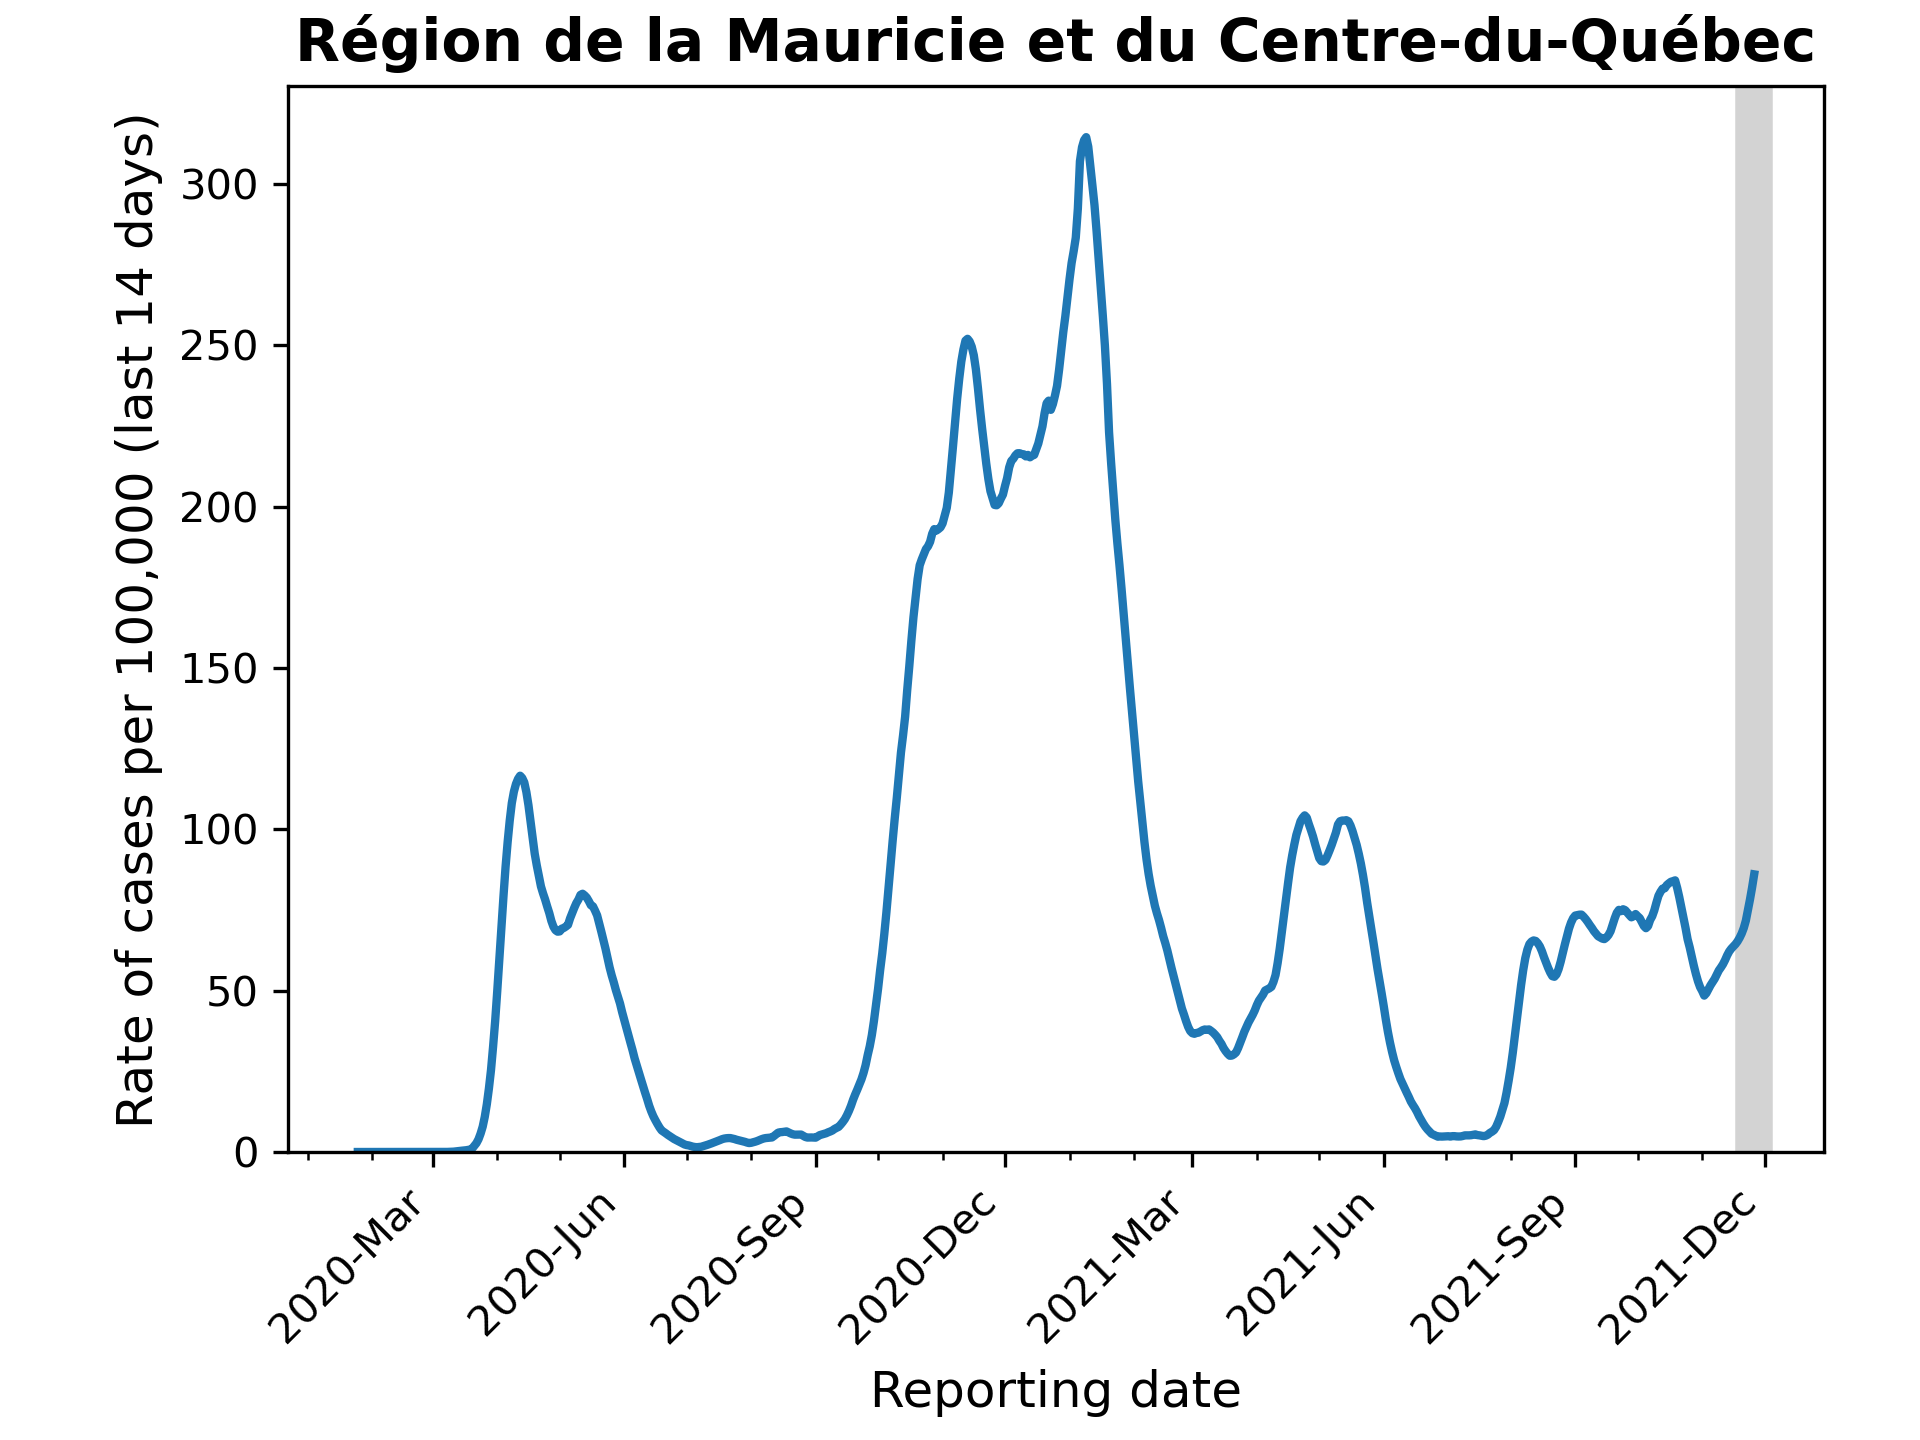 Région de la Mauricie et du Centre-du-Québec
Rate of cases per 100,000 (last 14 days)
300
250
200
150
100
50
0
2020-Mar
2020-Jun
2020-Sep
2020-Dec
2021-Mar
2021-Jun
2021-Sep
2021-Dec
Reporting date